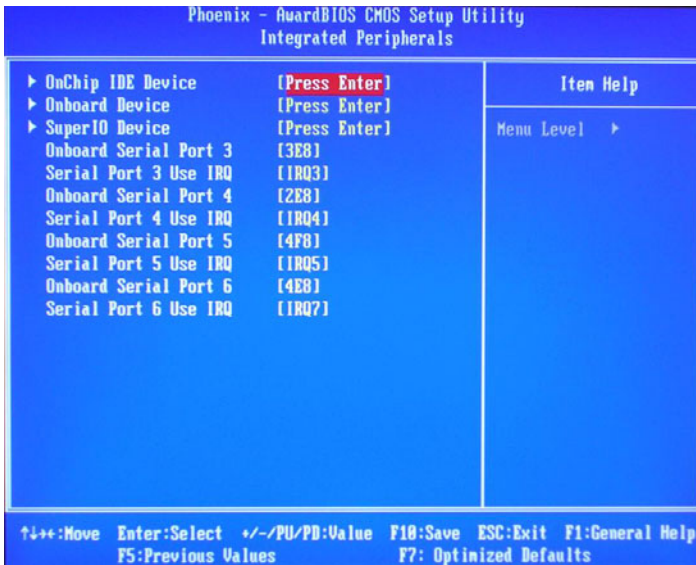 Phoenix - AwardBIOS CMOS Setup Utility
Integrated Peripherals
▶ OnChip IDE Device [Press Enter]
▶ Onboard Device [Press Enter]
▶ SuperIO Device [Press Enter]
Onboard Serial Port 3 [3E8]
Serial Port 3 Use IRQ [IRQ3]
Onboard Serial Port 4 [2E8]
Serial Port 4 Use IRQ [IRQ4]
Onboard Serial Port 5 [4F8]
Serial Port 5 Use IRQ [IRQ5]
Onboard Serial Port 6 [4E8]
Serial Port 6 Use IRQ [IRQ7]
Item Help
Menu Level ▶
↑↓→←:Move Enter:Select +/-/PU/PD:Value F10:Save ESC:Exit F1:General Help
F5:Previous Values F7: Optimized Defaults